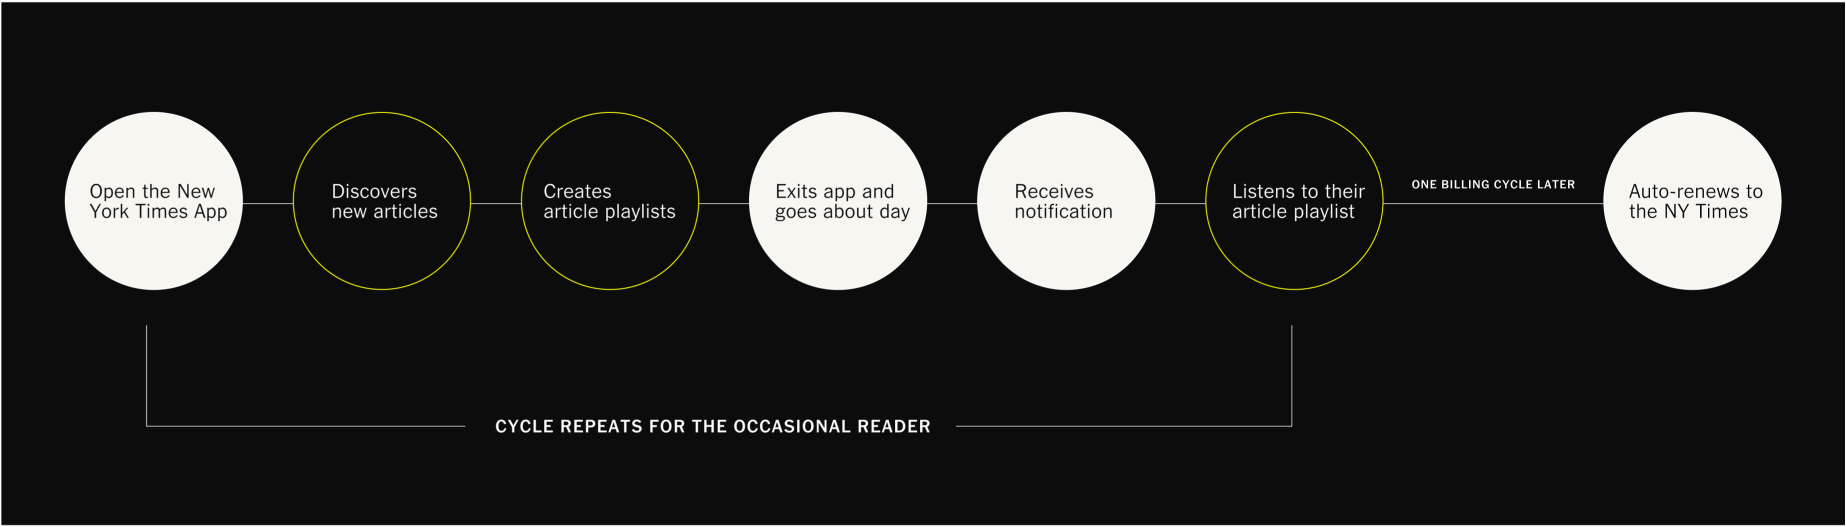 Open the New
York Times App
Discovers
new articles
Creates
article playlists
Exits app and
goes about day
Receives
notification
Listens to their
article playlist
ONE BILLING CYCLE LATER
Auto-renews to
the NY Times
CYCLE REPEATS FOR THE OCCASIONAL READER